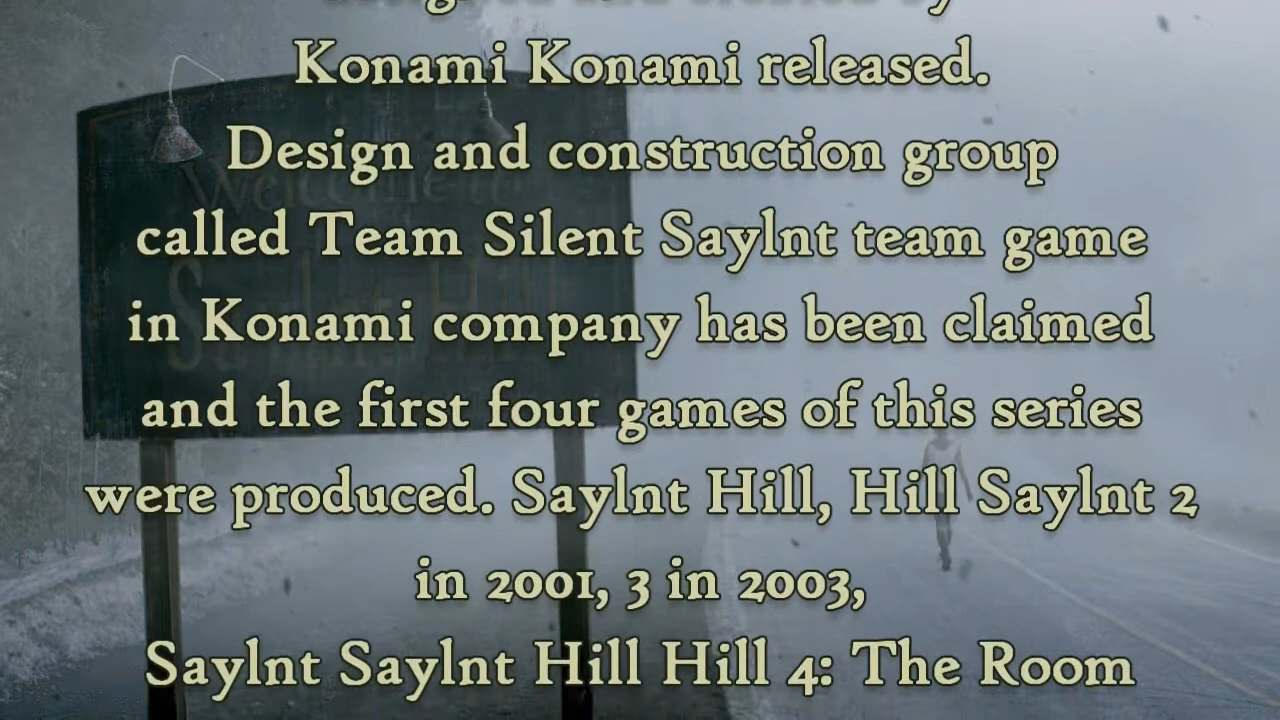 Konami Konami released.
Design and construction group
called Team Silent Saylnt team game
in Konami company has been claimed
and the first four games of this series
were produced. Saylnt Hill, Hill Saylnt 2
in 2001, 3 in 2003,
Saylnt Saylnt Hill Hill 4: The Room
Welcome to